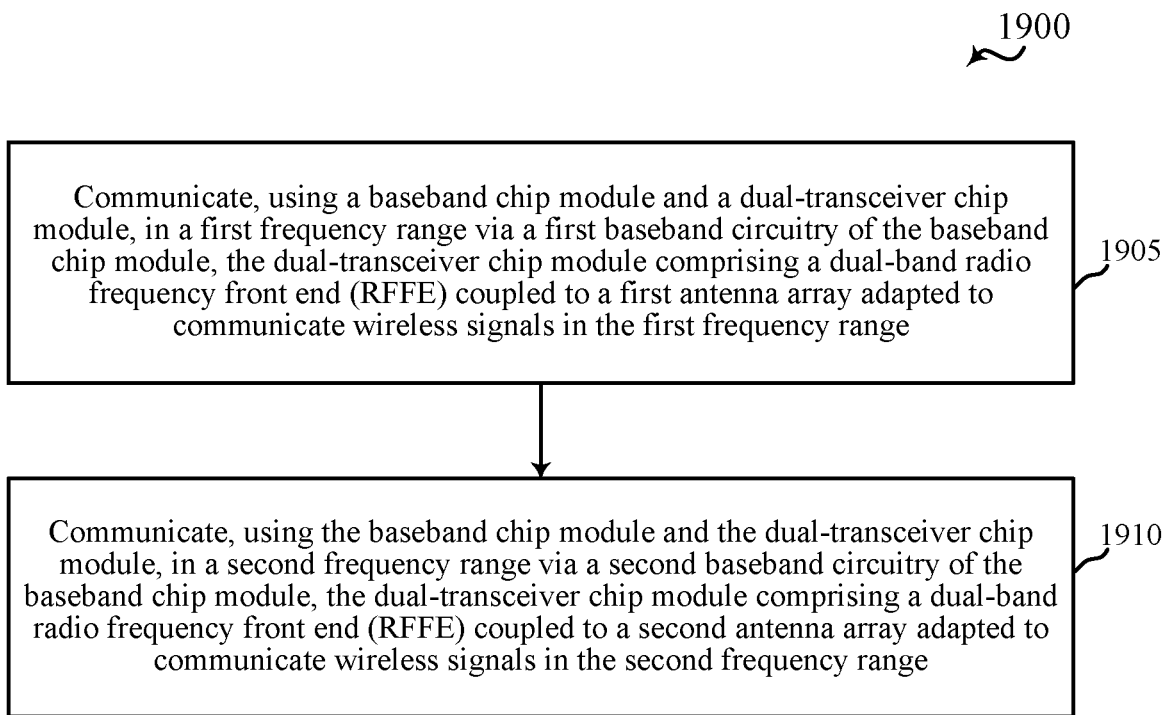 1900
Communicate, using a baseband chip module and a dual-transceiver chip
module, in a first frequency range via a first baseband circuitry of the baseband
chip module, the dual-transceiver chip module comprising a dual-band radio
frequency front end (RFFE) coupled to a first antenna array adapted to
communicate wireless signals in the first frequency range
1905
Communicate, using the baseband chip module and the dual-transceiver chip
module, in a second frequency range via a second baseband circuitry of the
baseband chip module, the dual-transceiver chip module comprising a dual-band
radio frequency front end (RFFE) coupled to a second antenna array adapted to
communicate wireless signals in the second frequency range
1910